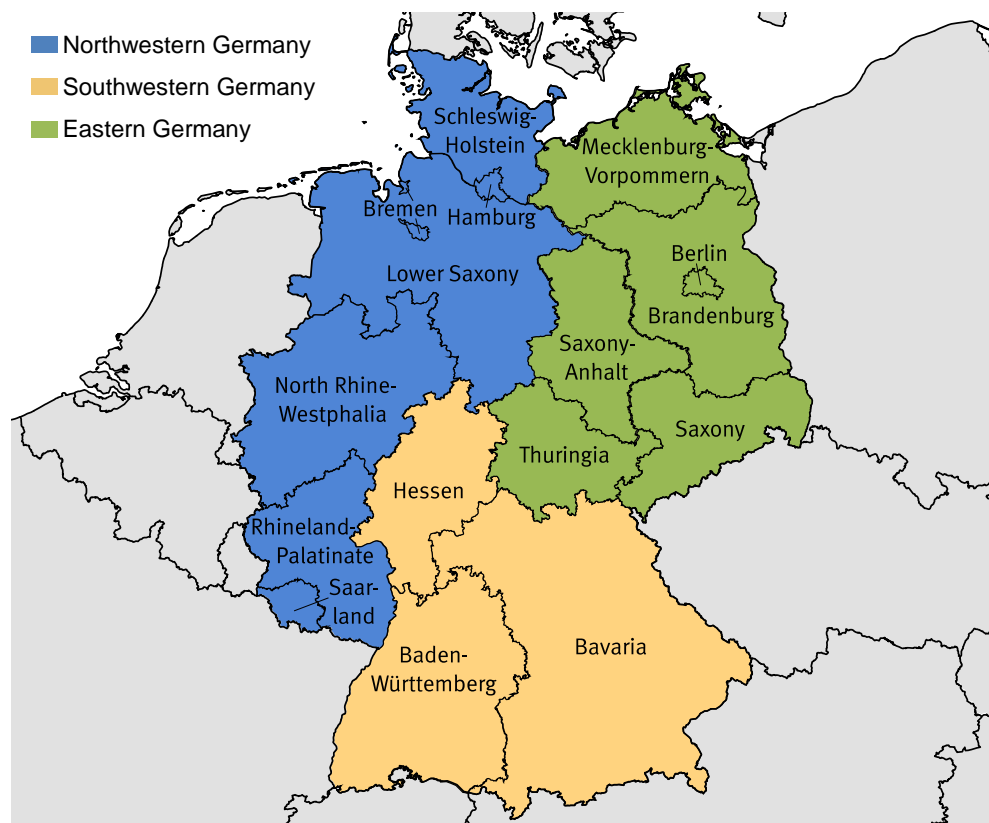 Northwestern Germany
Southwestern Germany
Eastern Germany
Schleswig-
Holstein
Mecklenburg-
Vorpommern
Bremen
Hamburg
Berlin
Lower Saxony
Brandenburg
Saxony-
Anhalt
North Rhine-
Westphalia
Saxony
Thuringia
Hessen
Rhineland-
Palatinate
Saar-
land
Baden-
Württemberg
Bavaria